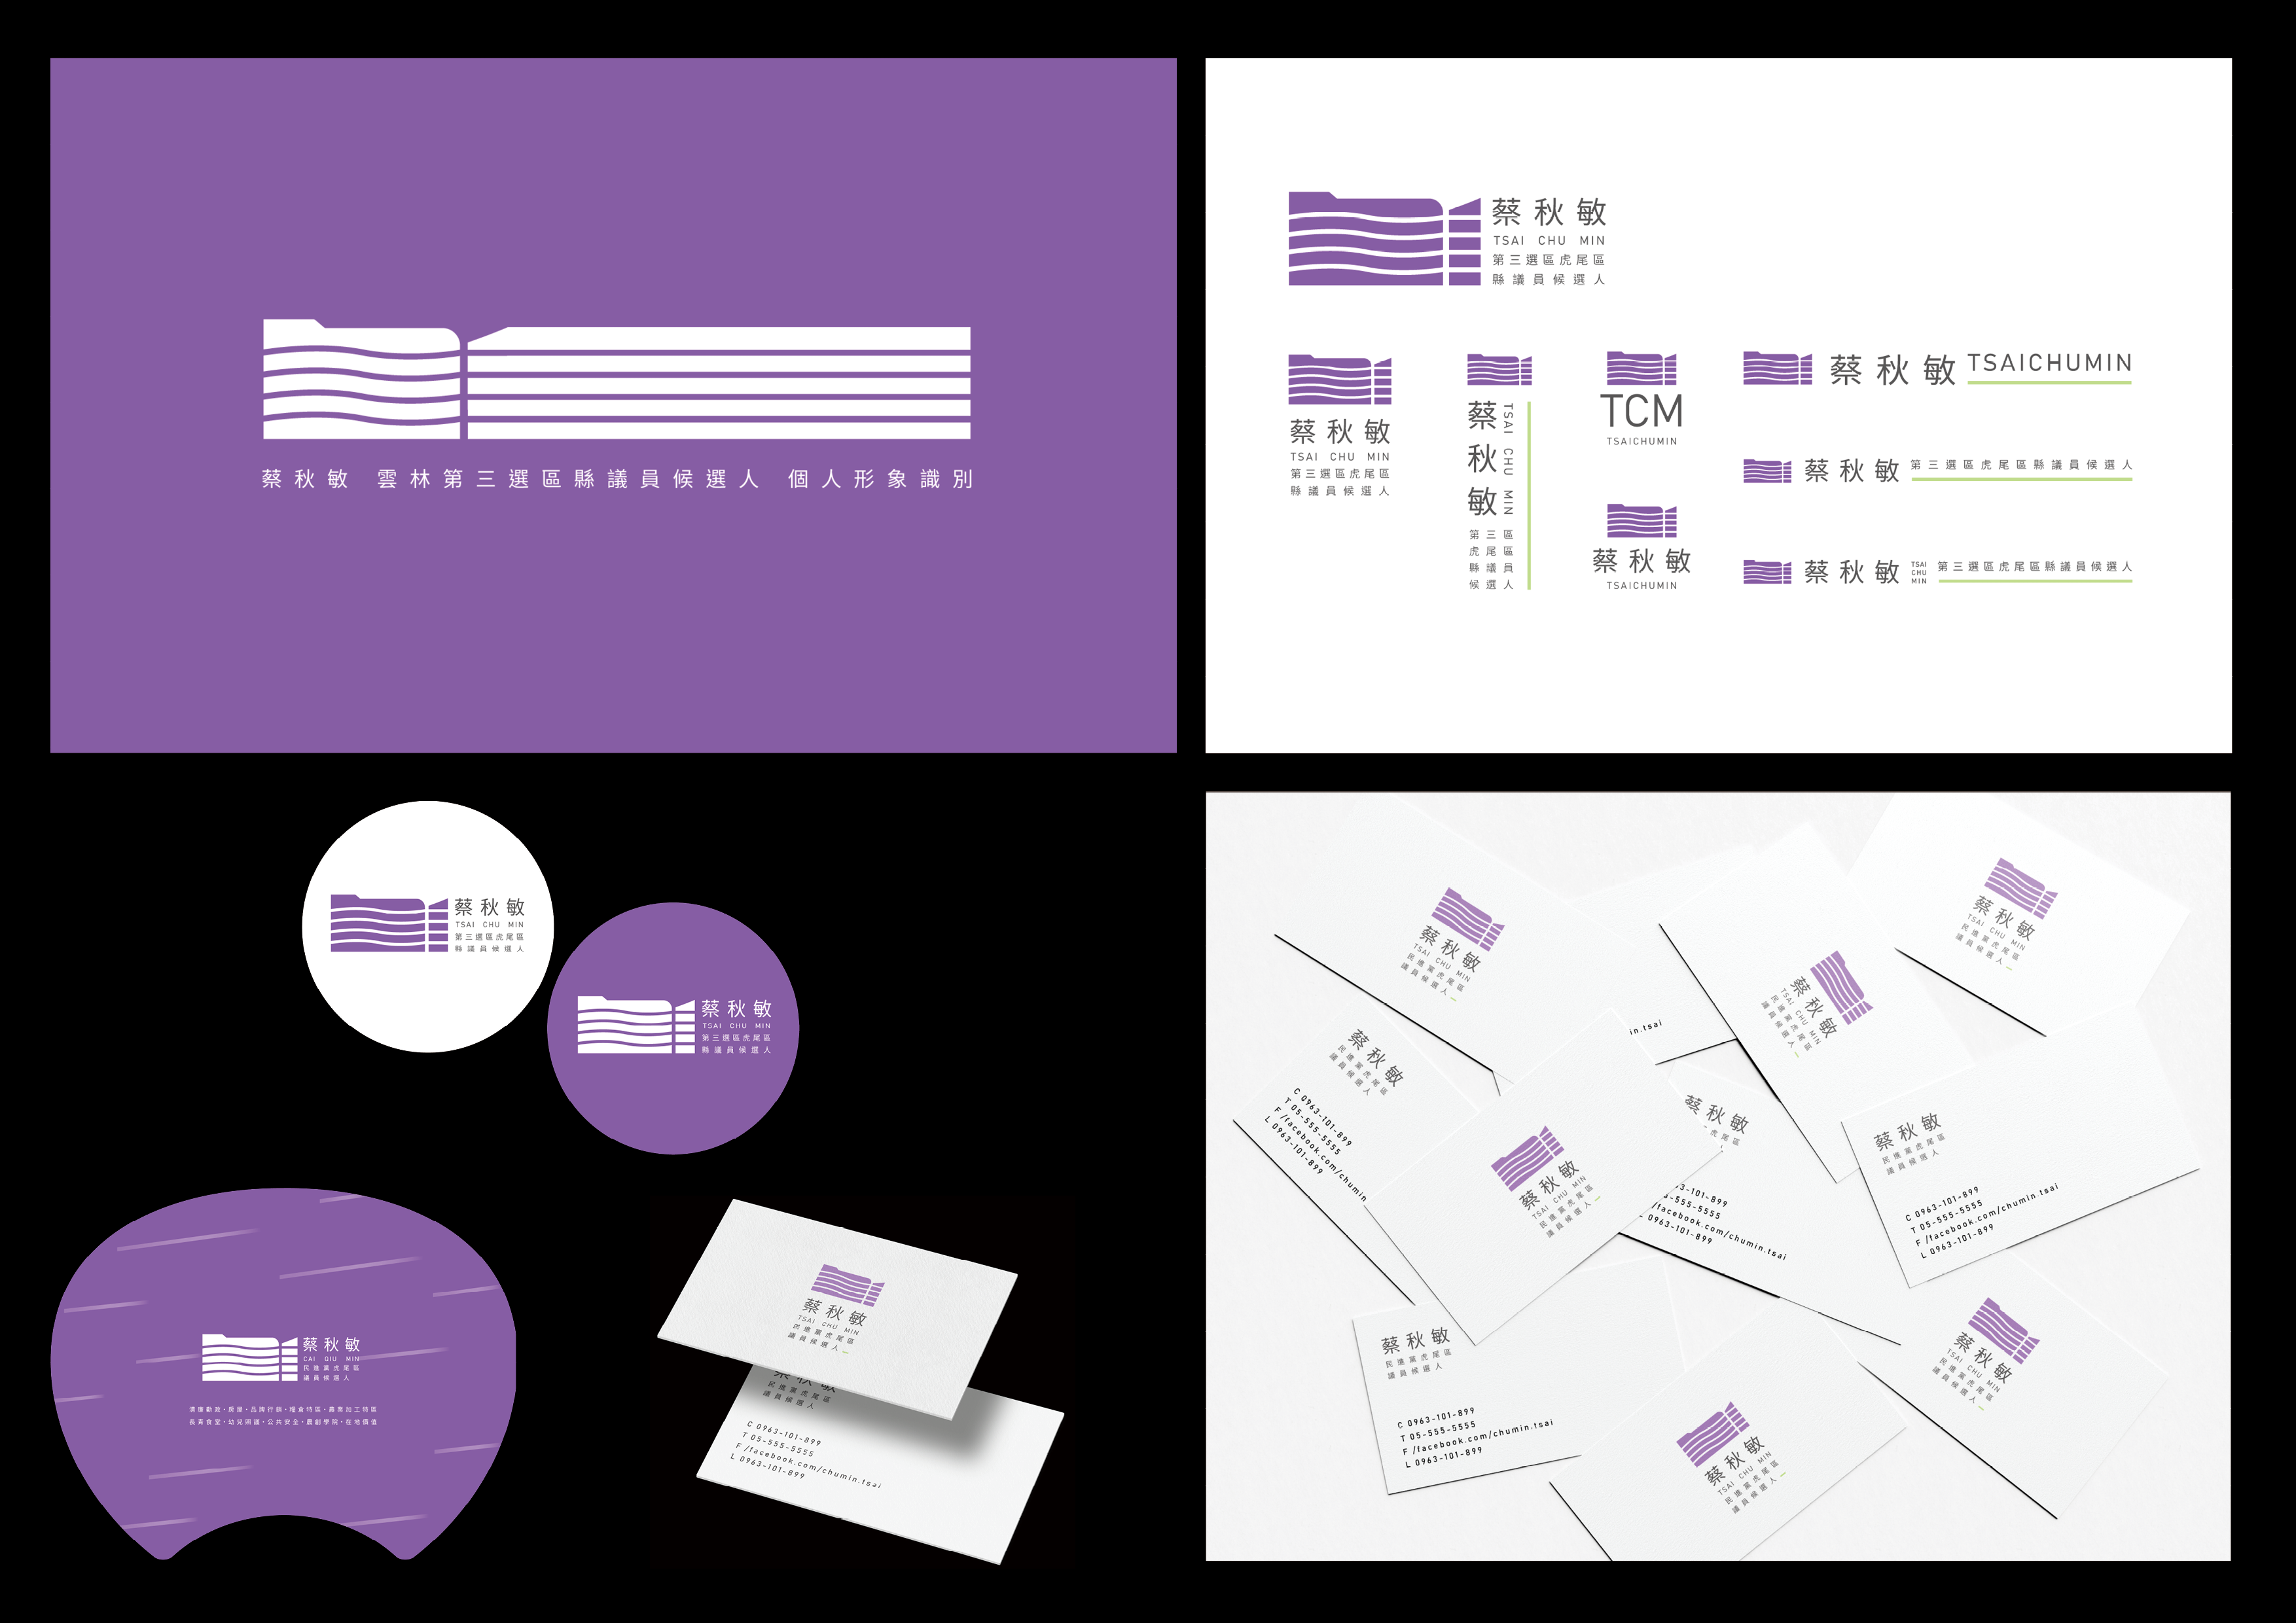 蔡秋敏 雲林第三選區縣議員候選人 個人形象識別
蔡秋敏
TSAI CHU MIN
第三選區虎尾區
縣議員候選人
蔡秋敏
TSAI CHU MIN
第三選區虎尾區
縣議員候選人
蔡秋敏
TSAI CHU MIN
第三區
虎尾區
縣議員
候選人
TCM
TSAICHUMIN
蔡秋敏
TSAICHUMIN
蔡秋敏 TSAICHUMIN
蔡秋敏 第三選區虎尾區縣議員候選人
蔡秋敏 TSAI CHU MIN 第三選區虎尾區縣議員候選人
蔡秋敏
TSAI CHU MIN
第三選區虎尾區
縣議員候選人
蔡秋敏
TSAI CHU MIN
第三選區虎尾區
縣議員候選人
蔡秋敏
CAI QIU MIN
民進黨虎尾區
議員候選人
清廉勤政•房屋•品牌行銷•糧倉特區•農業加工特區
長青食堂•幼兒照護•公共安全•農創學院•在地價值
蔡秋敏
TSAI CHU MIN
民進黨虎尾區
議員候選人
蔡秋敏
民進黨虎尾區
議員候選人
C 0963-101-899
T 05-555-5555
F /facebook.com/chumin.tsai
L 0963-101-899
蔡秋敏
TSAI CHU MIN
民進黨虎尾區
議員候選人
蔡秋敏
TSAI CHU MIN
民進黨虎尾區
議員候選人
蔡秋敏
TSAI CHU MIN
民進黨虎尾區
議員候選人
in.tsai
蔡秋敏
民進黨虎尾區
議員候選人
C 0963-101-899
T 05-555-5555
F /facebook.com/chumin
L 0963-101-899
蔡秋敏
虎尾區
3-101-899
5-555-5555
/facebook.com/chumin.tsai
L 0963-101-899
蔡秋敏
民進黨虎尾區
議員候選人
C 0963-101-899
T 05-555-5555
F /facebook.com/chumin.tsai
L 0963-101-899
蔡秋敏
TSAI CHU MIN
民進黨虎尾區
議員候選人
蔡秋敏
民進黨虎尾區
議員候選人
C 0963-101-899
T 05-555-5555
F /facebook.com/chumin.tsai
L 0963-101-899
蔡秋敏
TSAI CHU MIN
民進黨虎尾區
議員候選人
蔡秋敏
TSAI CHU MIN
民進黨虎尾區
議員候選人